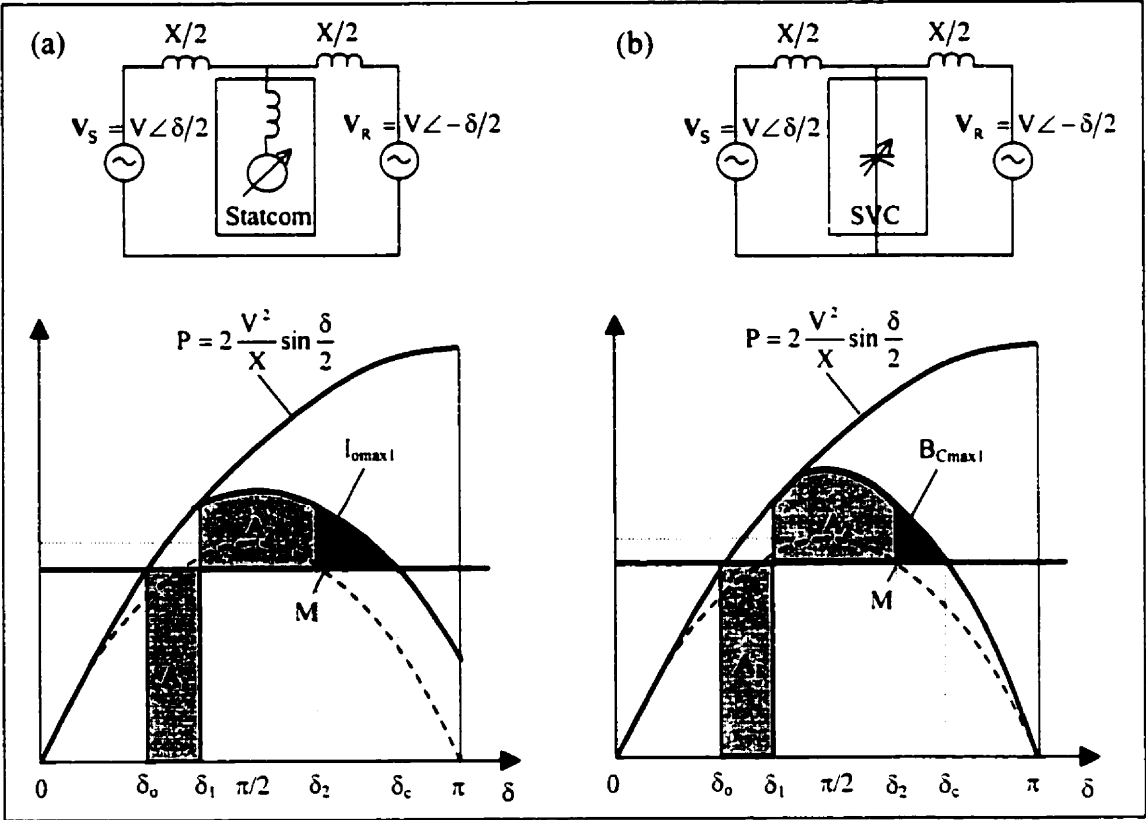 (a)
X/2
X/2
V_S = V∠δ/2
V_R = V∠-δ/2
Statcom
P = 2 V²/X sin δ/2
I_omax1
M
0
δ_o
δ_1
π/2
δ_2
δ_c
π
δ
(b)
X/2
X/2
V_S = V∠δ/2
V_R = V∠-δ/2
SVC
P = 2 V²/X sin δ/2
B_Cmax1
M
0
δ_o
δ_1
π/2
δ_2
δ_c
π
δ